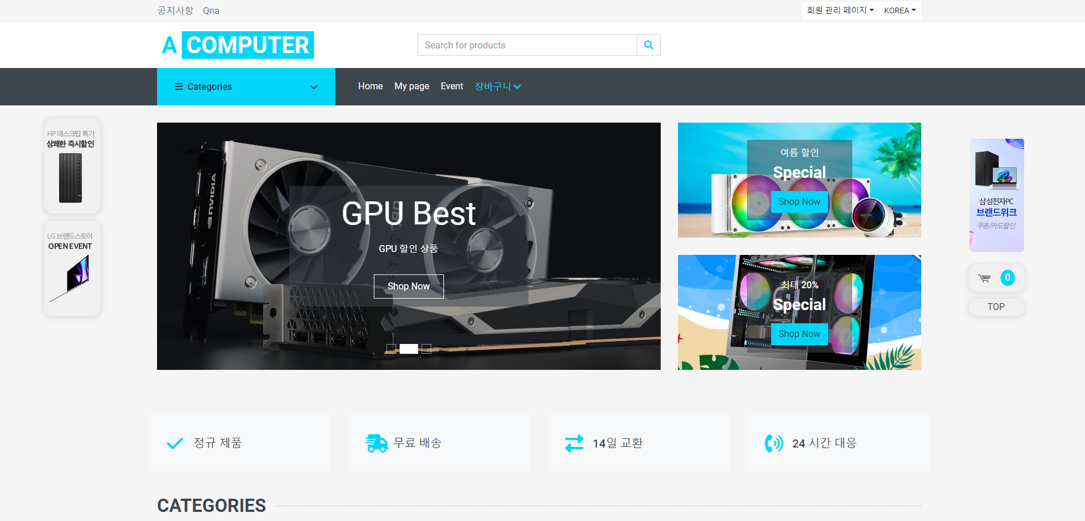 공지사항 Qna
회원 관리 페이지 KOREA
A COMPUTER
Search for products
Categories
Home My page Event 장바구니
HP 데스크탑 특가
상쾌한 즉시할인
LG 브랜드스토어
OPEN EVENT
NVIDIA
GPU Best
GPU 할인 상품
Shop Now
여름 할인
Special
Shop Now
최대 20%
Special
Shop Now
삼성전자PC
브랜드위크
쿠폰/카드할인
0
TOP
정규 제품
무료 배송
14일 교환
24 시간 대응
CATEGORIES